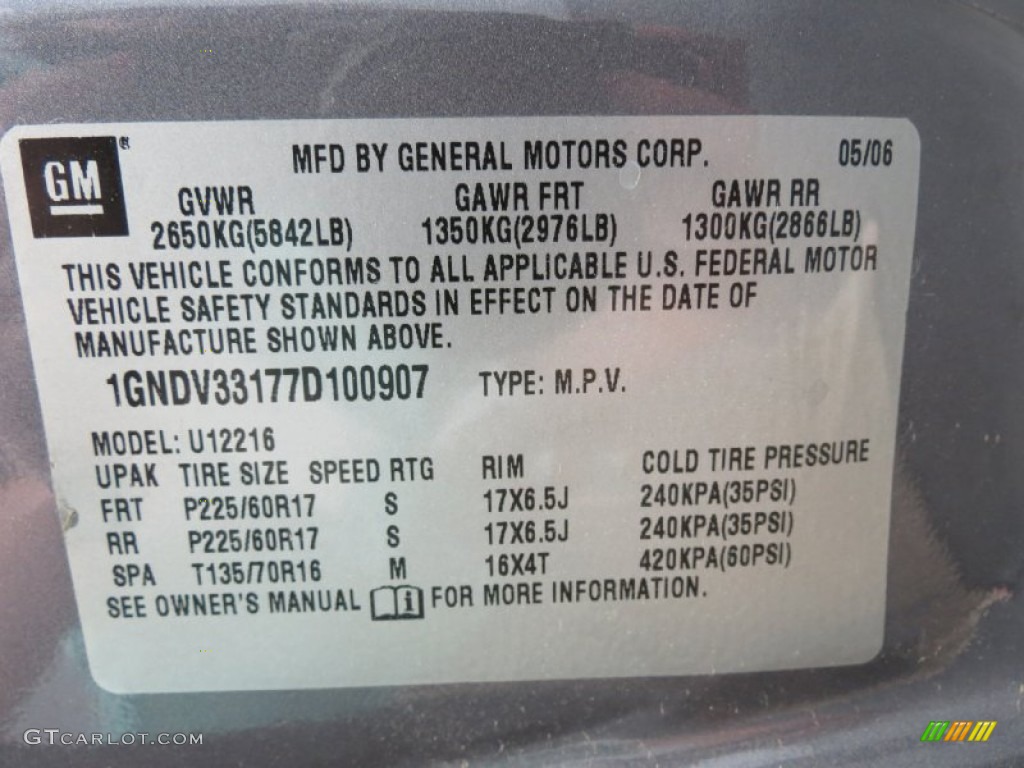 GM®
MFD BY GENERAL MOTORS CORP. 05/06
GVWR GAWR FRT GAWR RR
2650KG(5842LB) 1350KG(2976LB) 1300KG(2866LB)
THIS VEHICLE CONFORMS TO ALL APPLICABLE U.S. FEDERAL MOTOR
VEHICLE SAFETY STANDARDS IN EFFECT ON THE DATE OF
MANUFACTURE SHOWN ABOVE.
1GNDV33177D100907 TYPE: M.P.V.
MODEL: U12216
UPAK TIRE SIZE SPEED RTG RIM COLD TIRE PRESSURE
FRT P225/60R17 S 17X6.5J 240KPA(35PSI)
RR P225/60R17 S 17X6.5J 240KPA(35PSI)
SPA T135/70R16 M 16X4T 420KPA(60PSI)
SEE OWNER'S MANUAL i FOR MORE INFORMATION.
GTCARLOT.COM